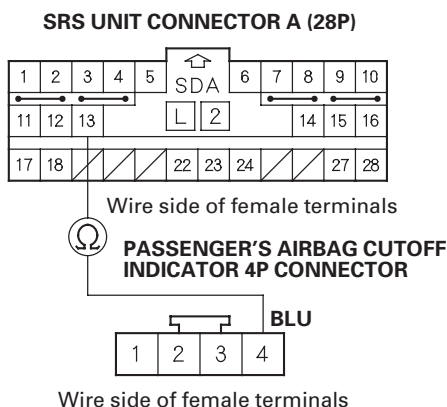 SRS UNIT CONNECTOR A (28P)
1 2 3 4 5 SDA 6 7 8 9 10
11 12 13 L 2 14 15 16
17 18 22 23 24 27 28
Wire side of female terminals
Ω
PASSENGER'S AIRBAG CUTOFF
INDICATOR 4P CONNECTOR
BLU
1 2 3 4
Wire side of female terminals